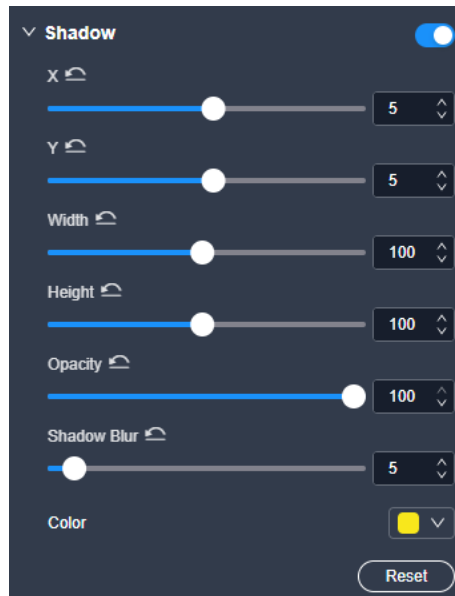 Shadow
X
5
Y
5
Width
100
Height
100
Opacity
100
Shadow Blur
5
Color
Reset